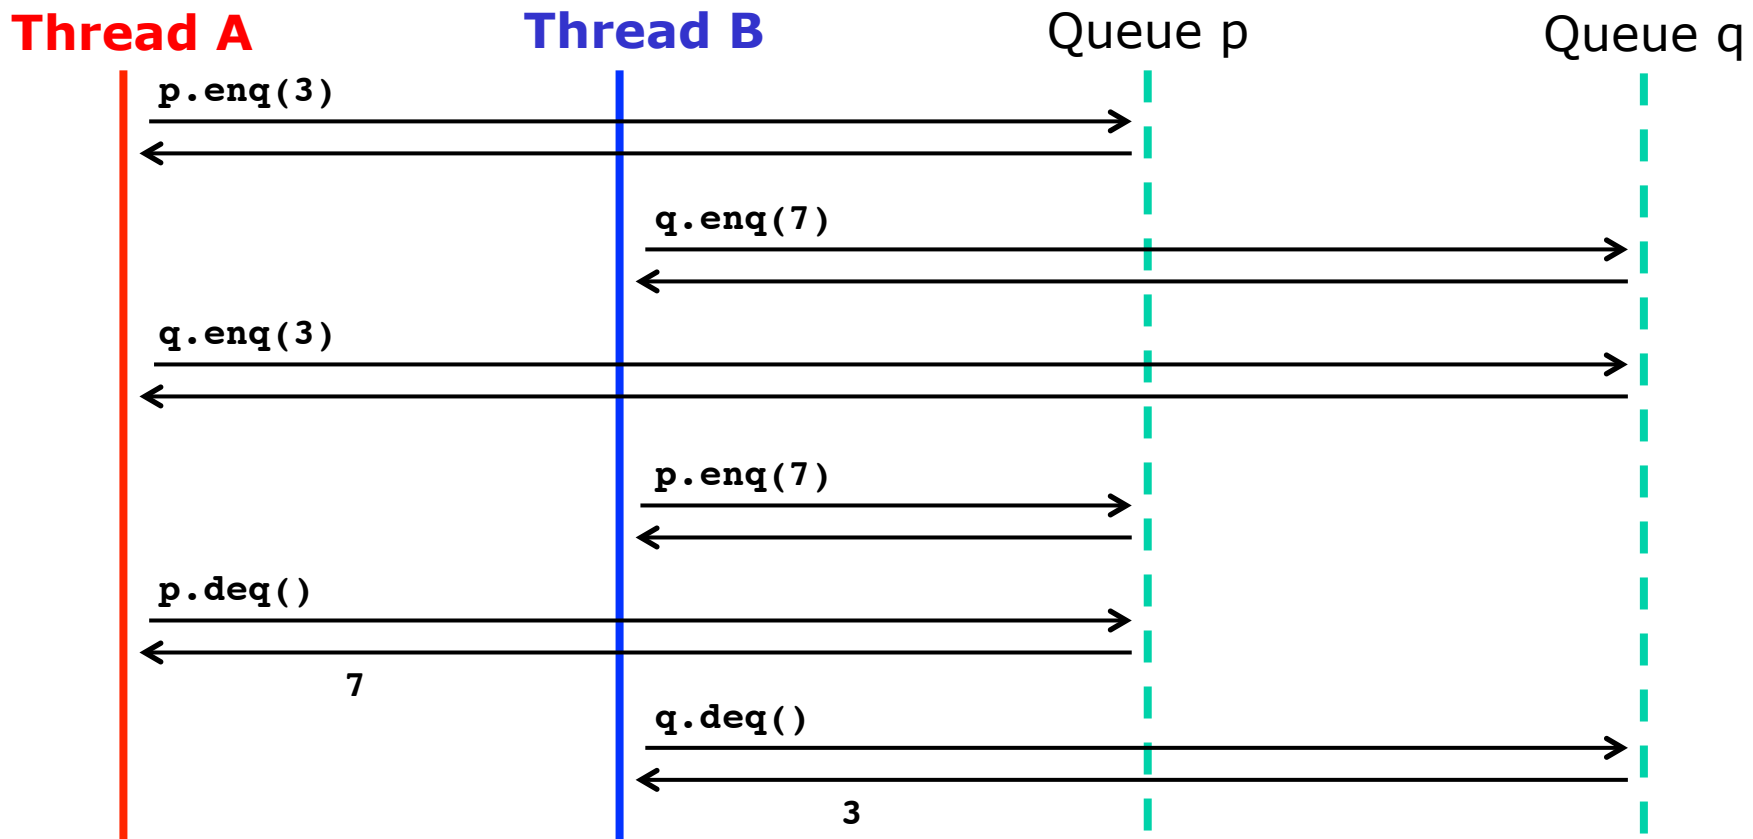 Thread A Thread B Queue p Queue q
p.enq(3)
q.enq(7)
q.enq(3)
p.enq(7)
p.deq()
7
q.deq()
3